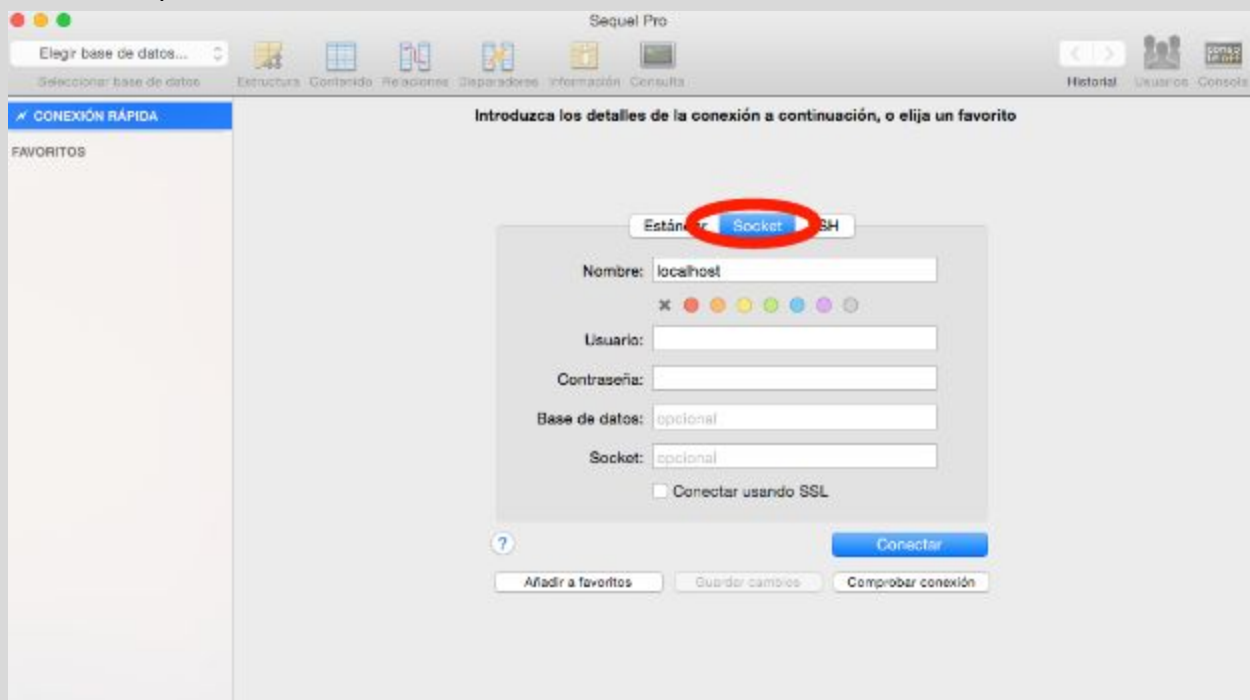 Sequel Pro
Elegir base de datos...
Seleccionar base de datos
Estructura Contenido Relaciones Disparadores Información Consulta
Historial Usuarios Consola
CONEXIÓN RÁPIDA
Introduzca los detalles de la conexión a continuación, o elija un favorito
FAVORITOS
Socket
Nombre: localhost
Usuario:
Contraseña:
Base de datos: opcional
Socket: opcional
Conectar usando SSL
?
Conectar
Añadir a favoritos Guardar cambios Comprobar conexión